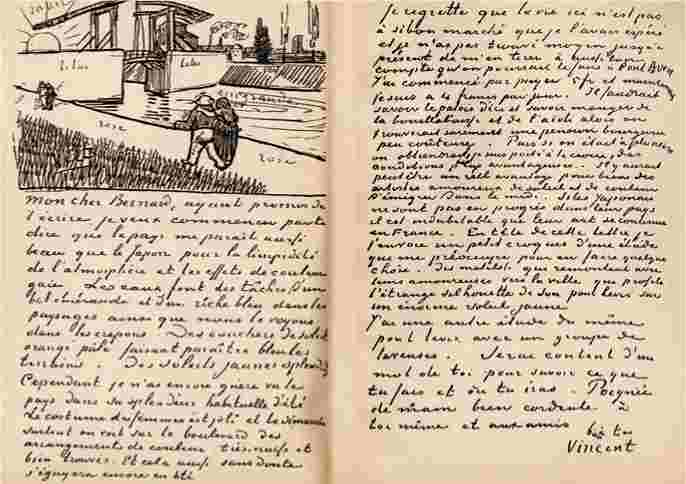 lilas
lilas
rose
rose
Mon cher Bernard, ayant promis de
t'écrire je veux commencer par te
dire que le pays me parait aussi
beau que le Japon pour la limpidité
de l'atmosphère et les effets de couleur
gaie. Les eaux font des taches d'un
bel émeraude et d'un riche bleu dans les
paysages ainsi que nous le voyons
dans les crepons. Des couchers de soleil
orangé pâle faisant paraître bleu les
terrains. Des soleils jaunes splendides
Cependant je n'ai encore guère vu le
pays dans sa splendeur habituelle d'été
Le costume des femmes est joli et le dimanche
surtout on voit sur le boulevard des
arrangements de couleur très naifs et
bien trouvés. Et cela aussi sans doute
s'égayera encore en été
Je regrette que la vie ici n'est pas
à si bon marché que je l'avais espéré
et je n'ai pas trouvé moyen jusqu'à
present de m'en tirer à
compte qu'on pourrait le faire à Pont Aven
J'ai commencé par payer 5 fr et maintenant
je suis à 4 francs par jour. Il faudrait
savoir le patois d'ici et savoir manger de
la bouillabaisse et de l'aïoli alors on
trouverait surement une pension bourgeoise
peu couteuse. Puis si on était à plusieurs
on obtiendrait je suis porté à le croire des
conditions plus avantageuses. Il y aurait
peut-être un réel avantage pour bien des
artistes amoureux de soleil et de couleur
d'émigrer dans le midi. Si les Japonais
ne sont pas en progrès dans leur pays
il est indubitable que leur art se continue
en France. En tête de cette lettre je
t'envoie un petit croquis d'une étude
que me préoccupe pour en faire quelque
chose. Des matelots qui remontent avec
leurs amoureuses vers la ville qui profile
l'étrange silhouette de son pont levis sur
un énorme soleil jaune
J'ai une autre étude du même
pont levis avec un groupe de
laveuses. Serai content d'un
mot de toi pour savoir ce que
tu fais et où tu iras. Poignée
de main bien cordiale à
toi même et aux amis
b. à t.
Vincent